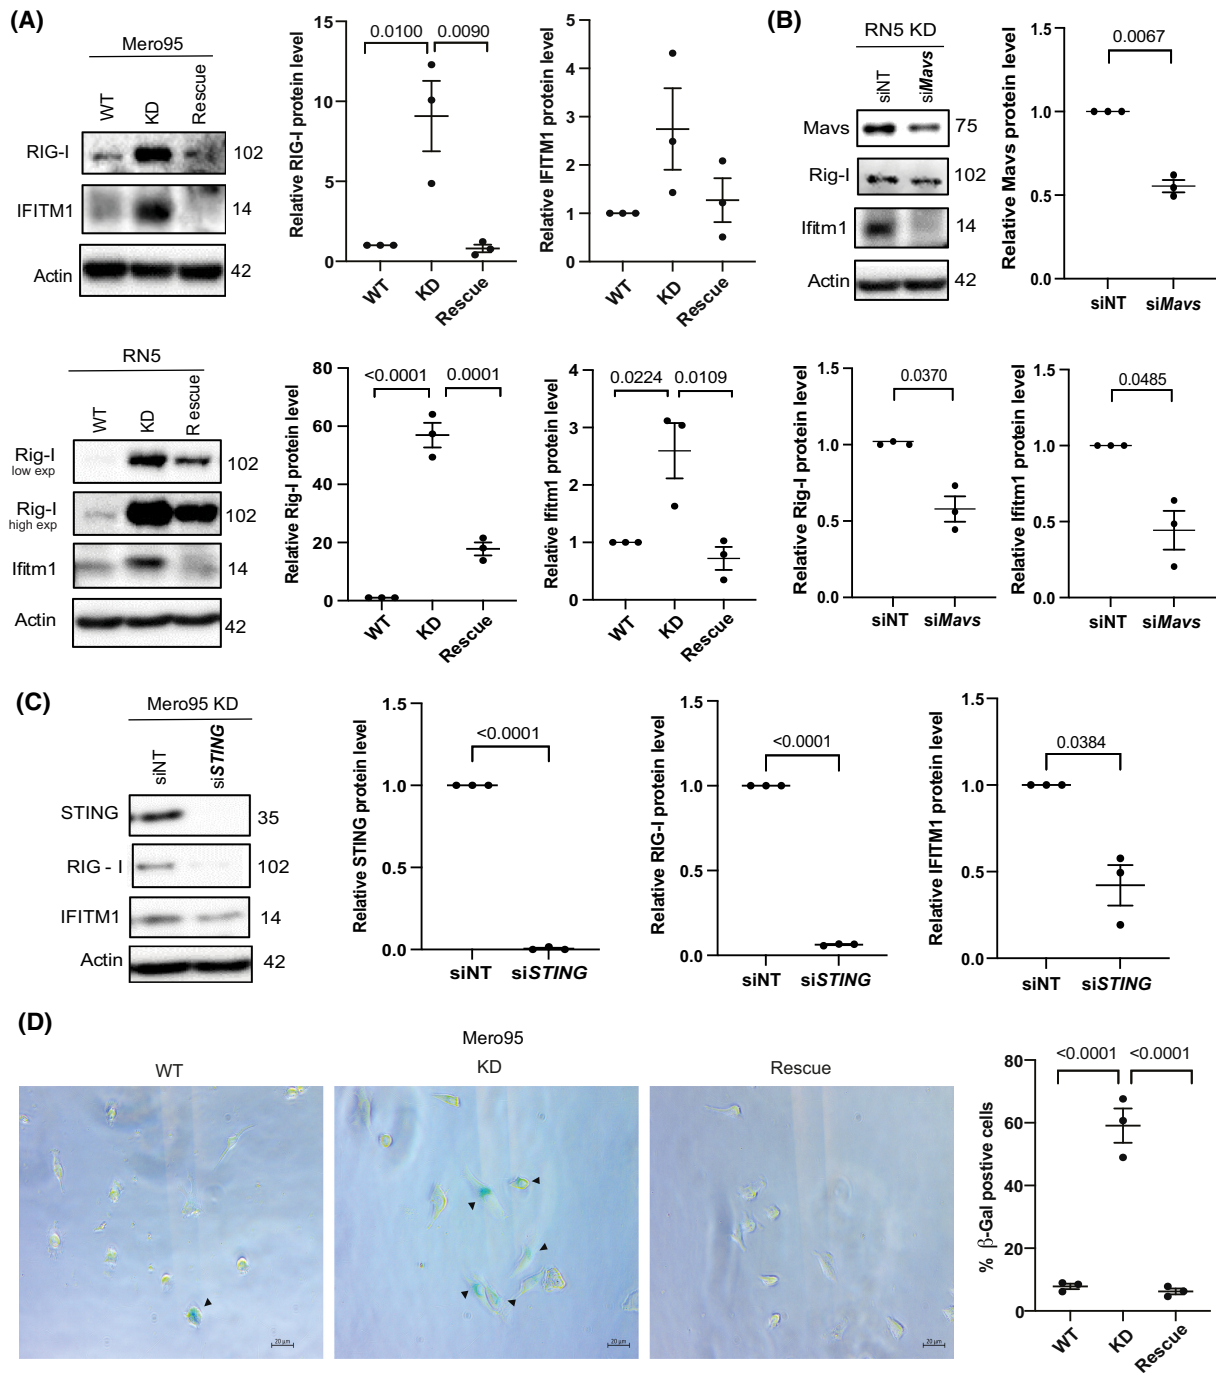 (A)
Mero95
WT
KD
Rescue
RIG-I
102
IFITM1
14
Actin
42
Relative RIG-I protein level
15
10
5
0
0.0100
0.0090
WT
KD
Rescue
Relative IFITM1 protein level
5
4
3
2
1
0
WT
KD
Rescue
RN5
WT
KD
R escue
Rig-I
low exp
102
Rig-I
high exp
102
Ifitm1
14
Actin
42
Relative Rig-I protein level
80
60
40
20
0
<0.0001
0.0001
WT
KD
Rescue
Relative Ifitm1 protein level
4
3
2
1
0
0.0224
0.0109
WT
KD
Rescue
(B)
RN5 KD
siNT
siMavs
Mavs
75
Rig-I
102
Ifitm1
14
Actin
42
Relative Mavs protein level
1.5
1.0
0.5
0.0
0.0067
siNT
siMavs
Relative Rig-I protein level
1.5
1.0
0.5
0.0
0.0370
siNT
siMavs
Relative Ifitm1 protein level
1.5
1.0
0.5
0.0
0.0485
siNT
siMavs
(C)
Mero95 KD
siNT
siSTING
STING
35
RIG - I
102
IFITM1
14
Actin
42
Relative STING protein level
1.5
1.0
0.5
0.0
<0.0001
siNT
siSTING
Relative RIG-I protein level
1.5
1.0
0.5
0.0
<0.0001
siNT
siSTING
Relative IFITM1 protein level
1.5
1.0
0.5
0.0
0.0384
siNT
siSTING
(D)
Mero95
WT
KD
Rescue
20 µm
20 µm
20 µm
% β-Gal postive cells
80
60
40
20
0
<0.0001
<0.0001
WT
KD
Rescue